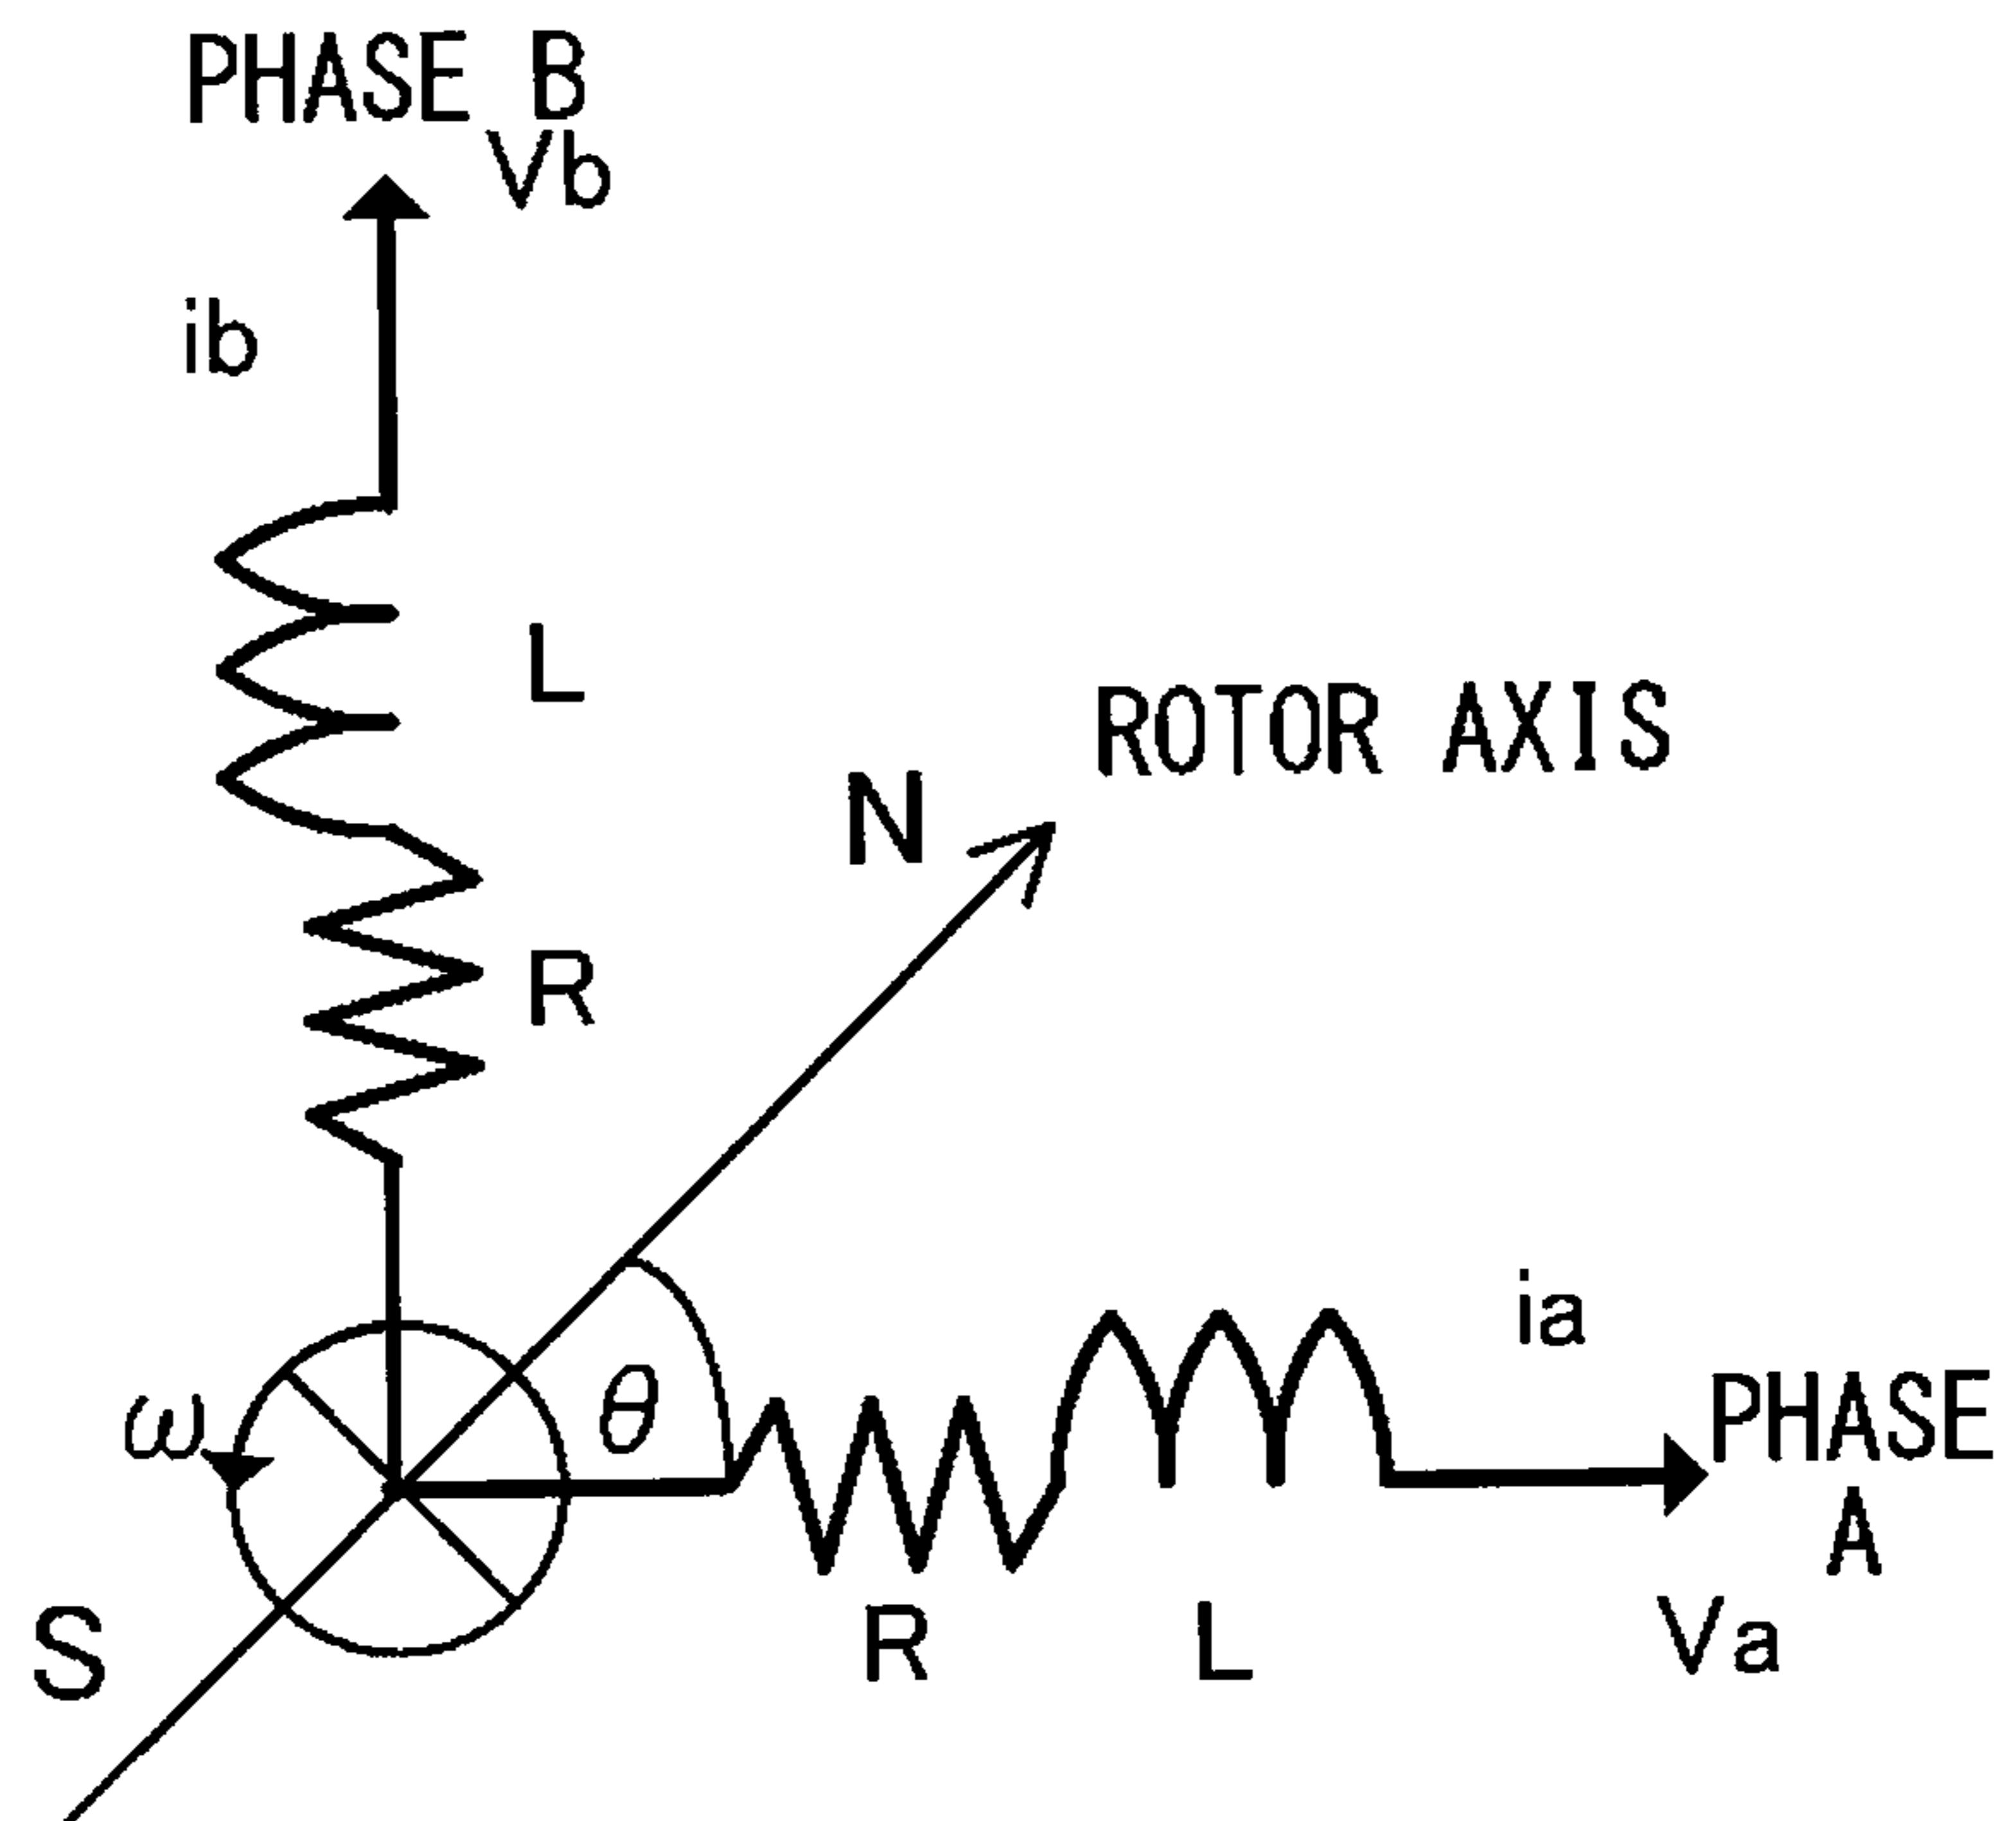 PHASE B
Vb
ib
L
ROTOR AXIS
N
R
ia
θ
PHASE
A
ω
S
R
L
Va